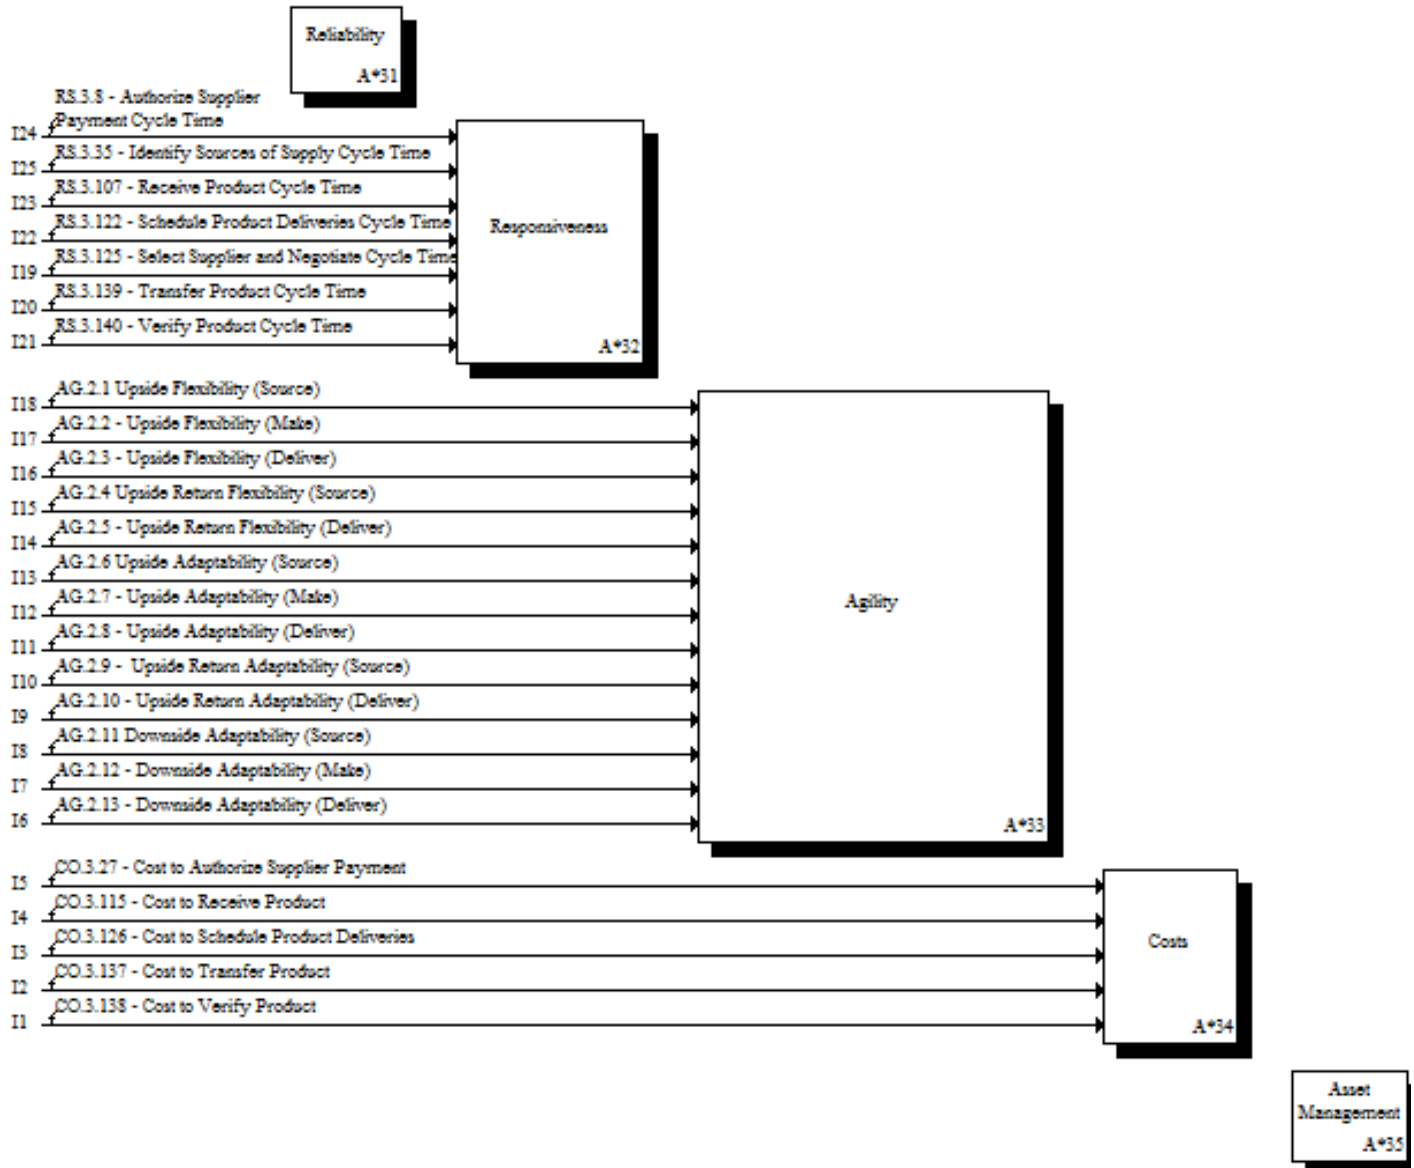 Reliability
A*31
RS.3.8 - Authorize Supplier
Payment Cycle Time
I24
RS.3.35 - Identify Sources of Supply Cycle Time
I25
RS.3.107 - Receive Product Cycle Time
I23
RS.3.122 - Schedule Product Deliveries Cycle Time
I22
RS.3.125 - Select Supplier and Negotiate Cycle Time
I19
RS.3.139 - Transfer Product Cycle Time
I20
RS.3.140 - Verify Product Cycle Time
I21
Responsiveness
A*32
AG.2.1 Upside Flexibility (Source)
I18
AG.2.2 - Upside Flexibility (Make)
I17
AG.2.3 - Upside Flexibility (Deliver)
I16
AG.2.4 Upside Return Flexibility (Source)
I15
AG.2.5 - Upside Return Flexibility (Deliver)
I14
AG.2.6 Upside Adaptability (Source)
I13
AG.2.7 - Upside Adaptability (Make)
I12
AG.2.8 - Upside Adaptability (Deliver)
I11
AG.2.9 - Upside Return Adaptability (Source)
I10
AG.2.10 - Upside Return Adaptability (Deliver)
I9
AG.2.11 Downside Adaptability (Source)
I8
AG.2.12 - Downside Adaptability (Make)
I7
AG.2.13 - Downside Adaptability (Deliver)
I6
Agility
A*33
CO.3.27 - Cost to Authorize Supplier Payment
I5
CO.3.115 - Cost to Receive Product
I4
CO.3.126 - Cost to Schedule Product Deliveries
I3
CO.3.137 - Cost to Transfer Product
I2
CO.3.138 - Cost to Verify Product
I1
Costs
A*34
Asset
Management
A*35